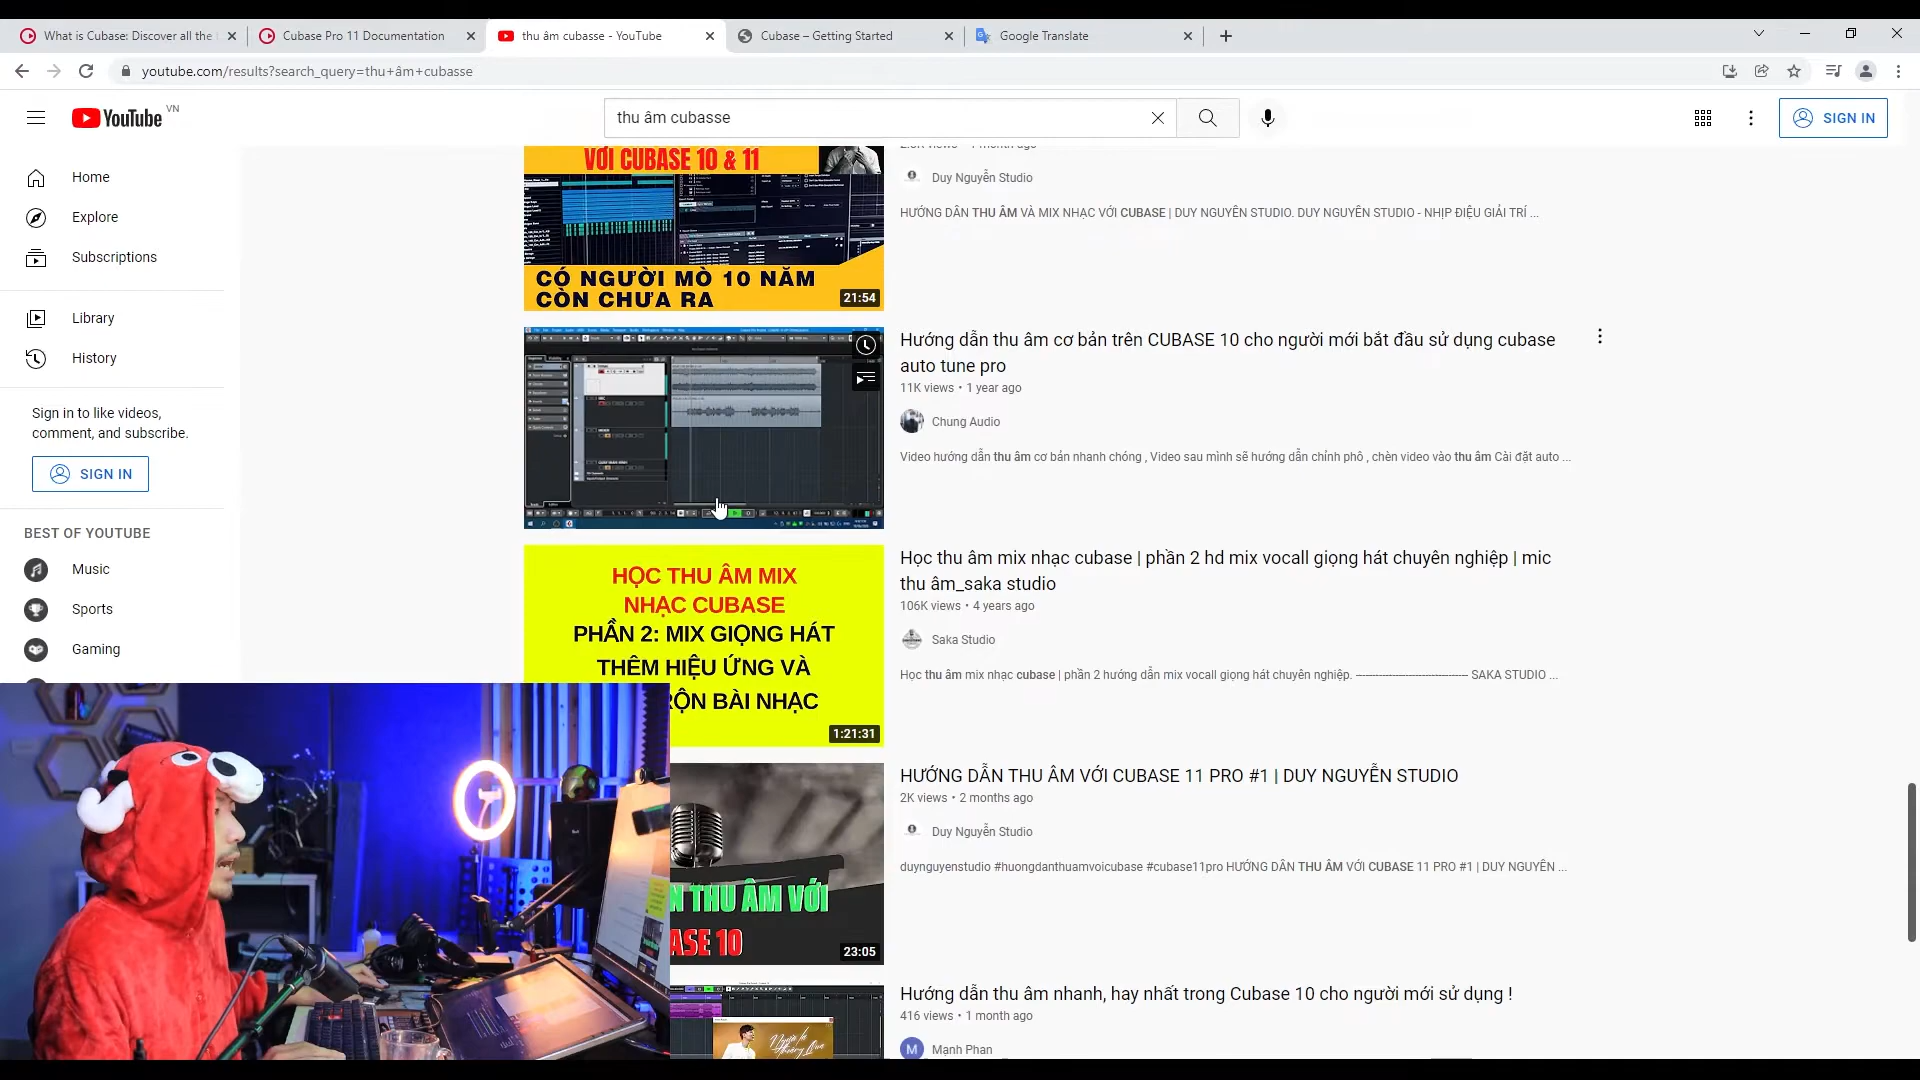 What is Cubase: Discover all the
Cubase Pro 11 Documentation
thu âm cubasse - YouTube
Cubase – Getting Started
Google Translate
youtube.com/results?search_query=thu+âm+cubasse
YouTube VN
thu âm cubasse
SIGN IN
Home
Explore
Subscriptions
Library
History
Sign in to like videos,
comment, and subscribe.
SIGN IN
BEST OF YOUTUBE
Music
Sports
Gaming
VỚI CUBASE 10 & 11
CÓ NGƯỜI MÒ 10 NĂM
CÒN CHƯA RA
21:54
Duy Nguyễn Studio
HƯỚNG DẪN THU ÂM VÀ MIX NHẠC VỚI CUBASE | DUY NGUYỄN STUDIO. DUY NGUYỄN STUDIO - NHỊP ĐIỆU GIẢI TRÍ ...
Hướng dẫn thu âm cơ bản trên CUBASE 10 cho người mới bắt đầu sử dụng cubase
auto tune pro
11K views • 1 year ago
Chung Audio
Video hướng dẫn thu âm cơ bản nhanh chóng , Video sau mình sẽ hướng dẫn chỉnh phô , chèn video vào thu âm Cài đặt auto ...
HỌC THU ÂM MIX
NHẠC CUBASE
PHẦN 2: MIX GIỌNG HÁT
THÊM HIỆU ỨNG VÀ
RỘN BÀI NHẠC
1:21:31
Học thu âm mix nhạc cubase | phần 2 hd mix vocall giọng hát chuyên nghiệp | mic
thu âm_saka studio
106K views • 4 years ago
Saka Studio
Học thu âm mix nhạc cubase | phần 2 hướng dẫn mix vocall giọng hát chuyên nghiệp. ---------------------------------- SAKA STUDIO ...
N THU ÂM VỚI
ASE 10
23:05
HƯỚNG DẪN THU ÂM VỚI CUBASE 11 PRO #1 | DUY NGUYỄN STUDIO
2K views • 2 months ago
Duy Nguyễn Studio
duynguyenstudio #huongdanthuamvoicubase #cubase11pro HƯỚNG DẪN THU ÂM VỚI CUBASE 11 PRO #1 | DUY NGUYỄN ...
Hướng dẫn thu âm nhanh, hay nhất trong Cubase 10 cho người mới sử dụng !
416 views • 1 month ago
M
Mạnh Phan